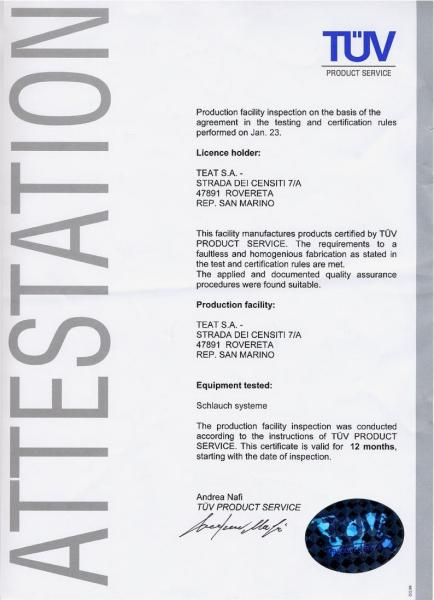 ATTESTATION
TÜV
PRODUCT SERVICE
Production facility inspection on the basis of the
agreement in the testing and certification rules
performed on Jan. 23.
Licence holder:
TEAT S.A. -
STRADA DEI CENSITI 7/A
47891 ROVERETA
REP. SAN MARINO
This facility manufactures products certified by TÜV
PRODUCT SERVICE. The requirements to a
faultless and homogenious fabrication as stated in
the test and certification rules are met.
The applied and documented quality assurance
procedures were found suitable.
Production facility:
TEAT S.A. -
STRADA DEI CENSITI 7/A
47891 ROVERETA
REP. SAN MARINO
Equipment tested:
Schlauch systeme
The production facility inspection was conducted
according to the instructions of TÜV PRODUCT
SERVICE. This certificate is valid for 12 months,
starting with the date of inspection.
Andrea Nafi
TÜV PRODUCT SERVICE